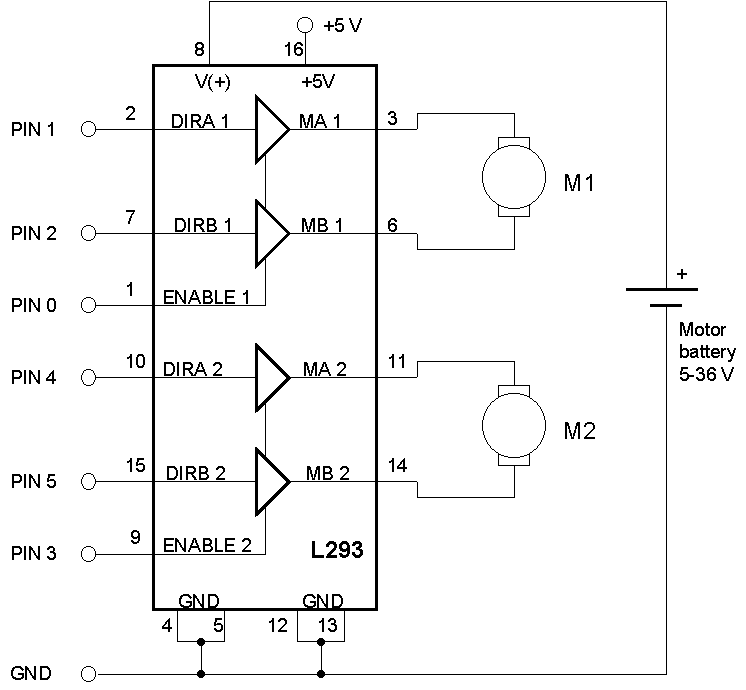 +5 V
8
16
V(+)
+5V
PIN 1
2
DIRA 1
MA 1
3
M1
PIN 2
7
DIRB 1
MB 1
6
PIN 0
1
ENABLE 1
+
Motor
battery
5-36 V
PIN 4
10
DIRA 2
MA 2
11
M2
PIN 5
15
DIRB 2
MB 2
14
PIN 3
9
ENABLE 2
L293
GND
GND
4
5
12
13
GND